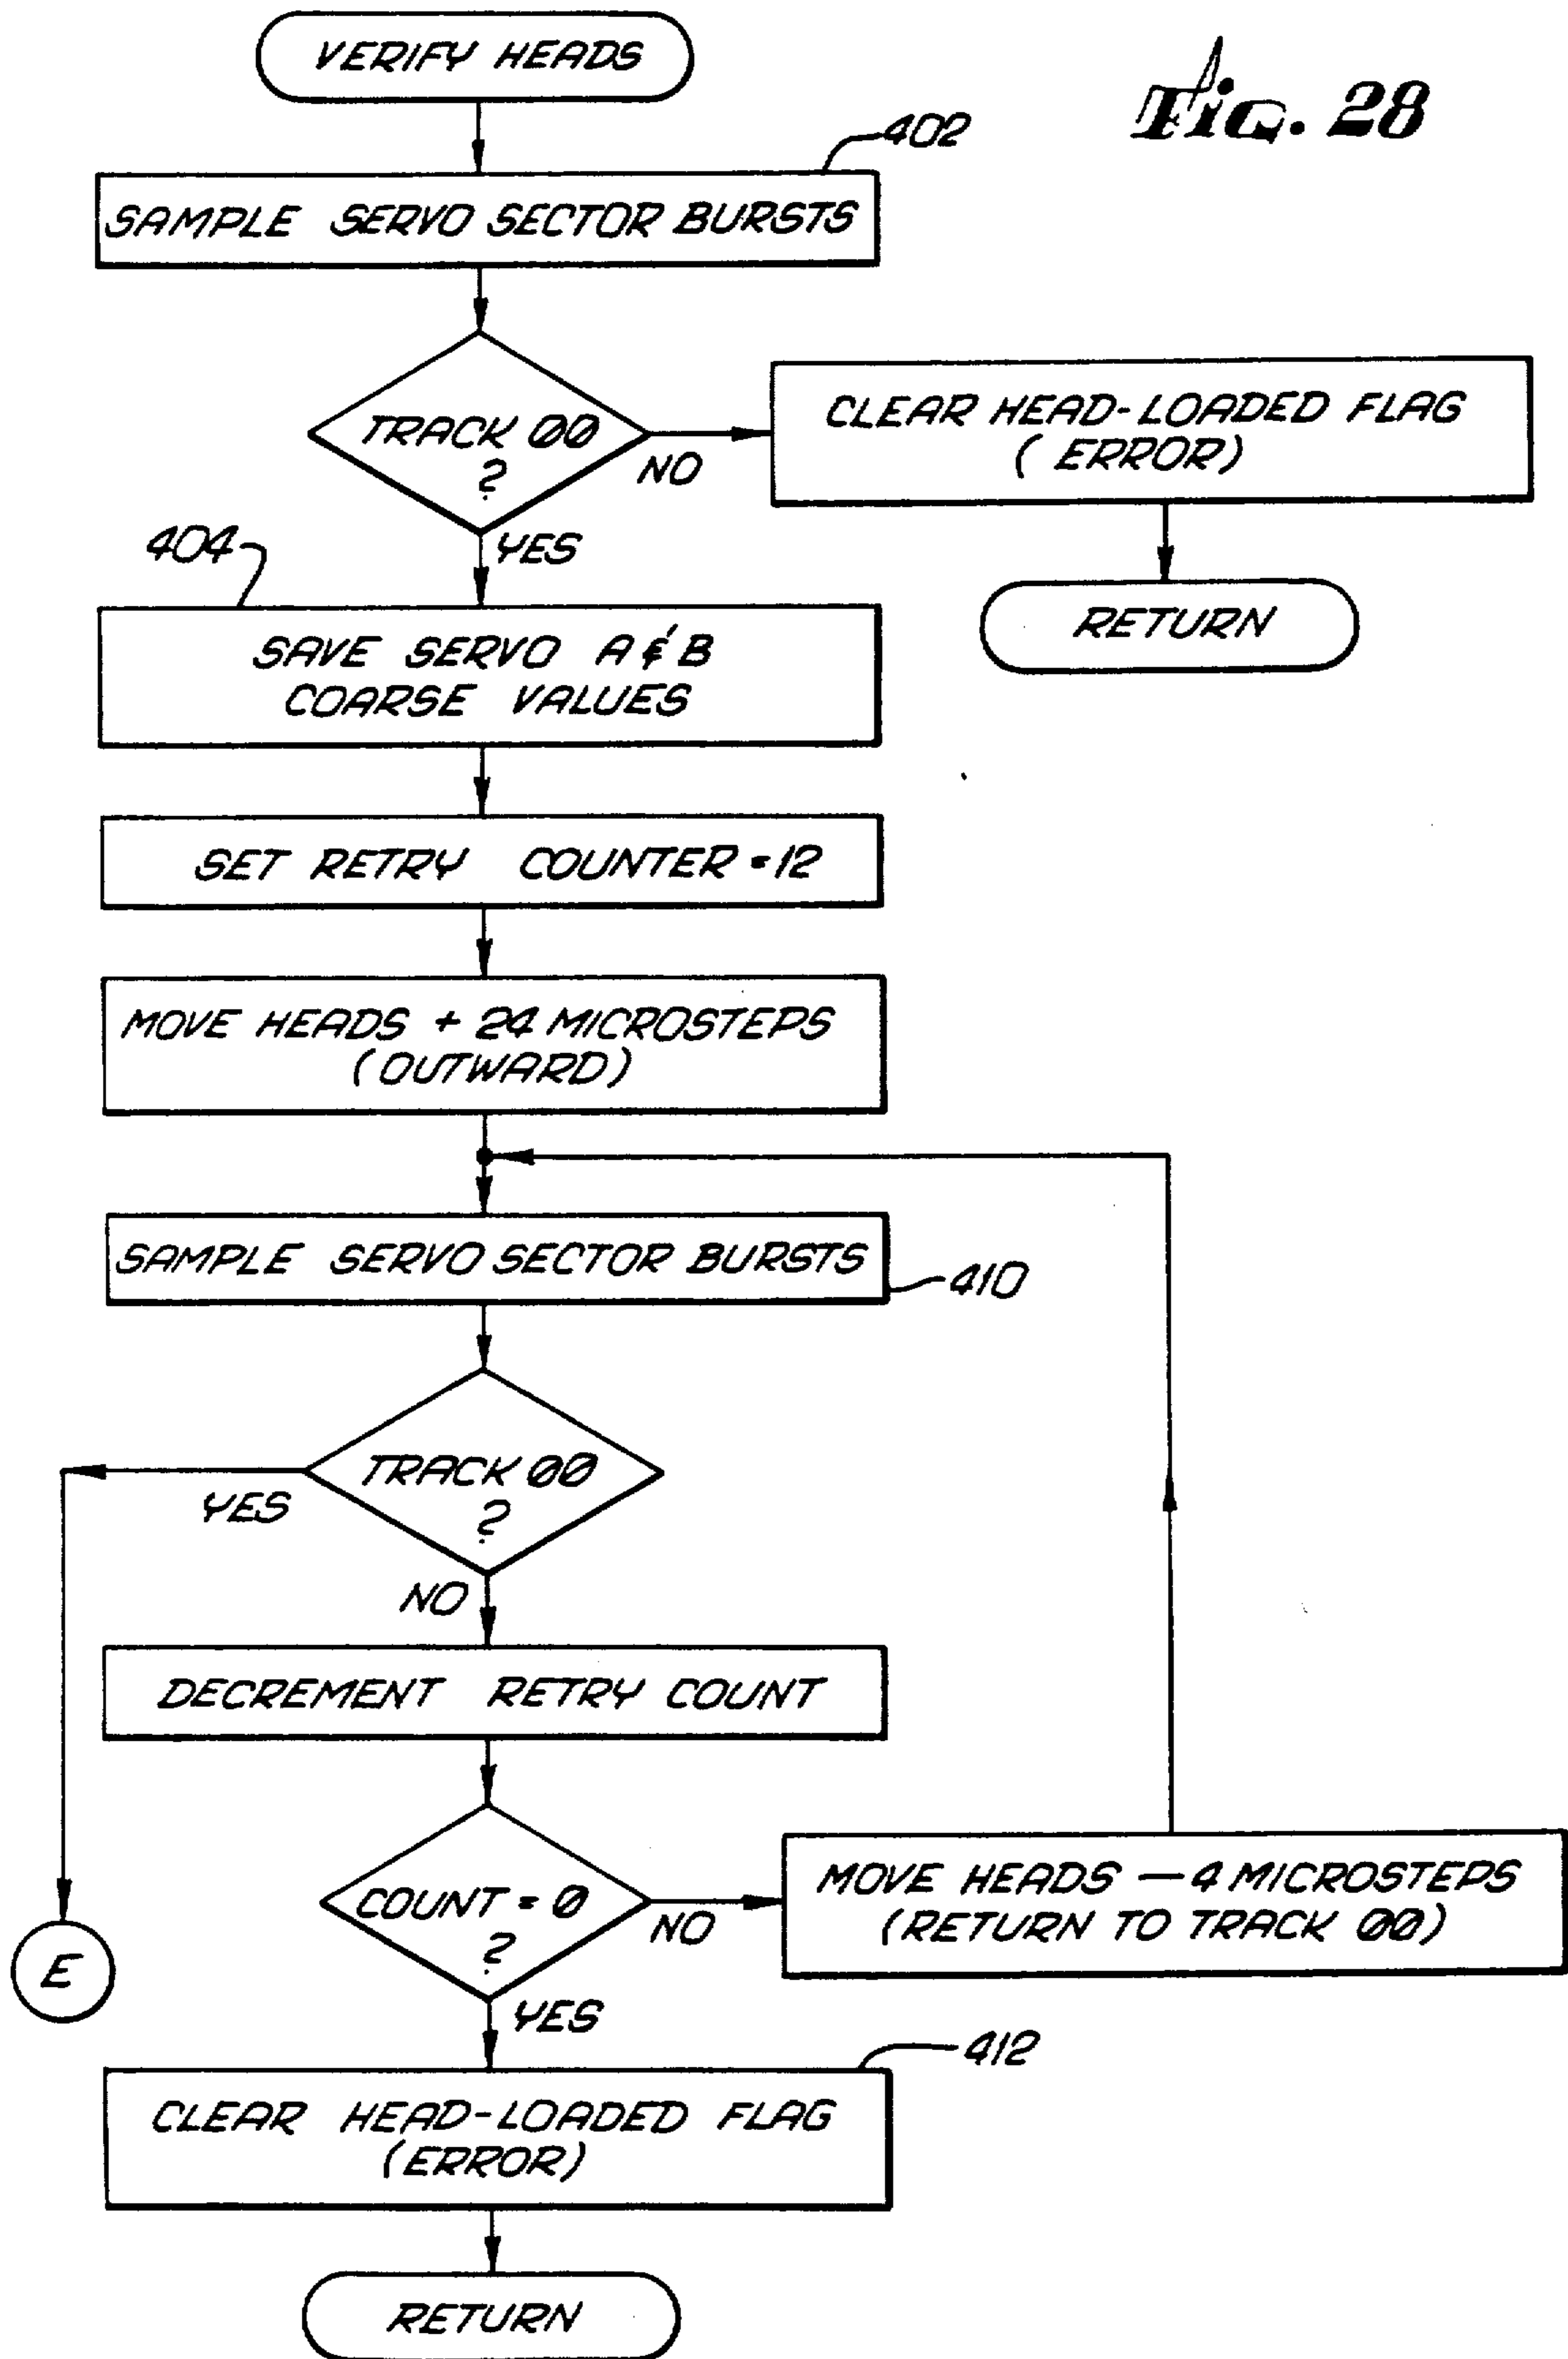 VERIFY HEADS
Fig. 28
402
SAMPLE SERVO SECTOR BURSTS
TRACK 00
?
NO
CLEAR HEAD-LOADED FLAG
(ERROR)
RETURN
YES
404
SAVE SERVO A & B
COARSE VALUES
SET RETRY COUNTER = 12
MOVE HEADS + 24 MICROSTEPS
(OUTWARD)
SAMPLE SERVO SECTOR BURSTS
410
TRACK 00
?
YES
NO
DECREMENT RETRY COUNT
COUNT = 0
?
NO
MOVE HEADS — 4 MICROSTEPS
(RETURN TO TRACK 00)
E
YES
412
CLEAR HEAD-LOADED FLAG
(ERROR)
RETURN